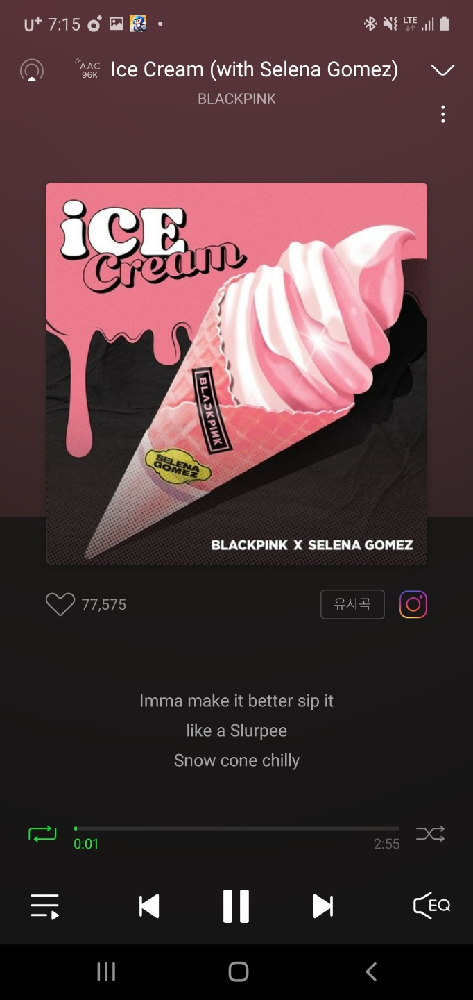 U+ 7:15 LTE
AAC
96K
Ice Cream (with Selena Gomez)
BLACKPINK
iCE
Cream
BLACKPINK
SELENA
GOMEZ
BLACKPINK X SELENA GOMEZ
77,575 유사곡
Imma make it better sip it
like a Slurpee
Snow cone chilly
0:01 2:55
EQ